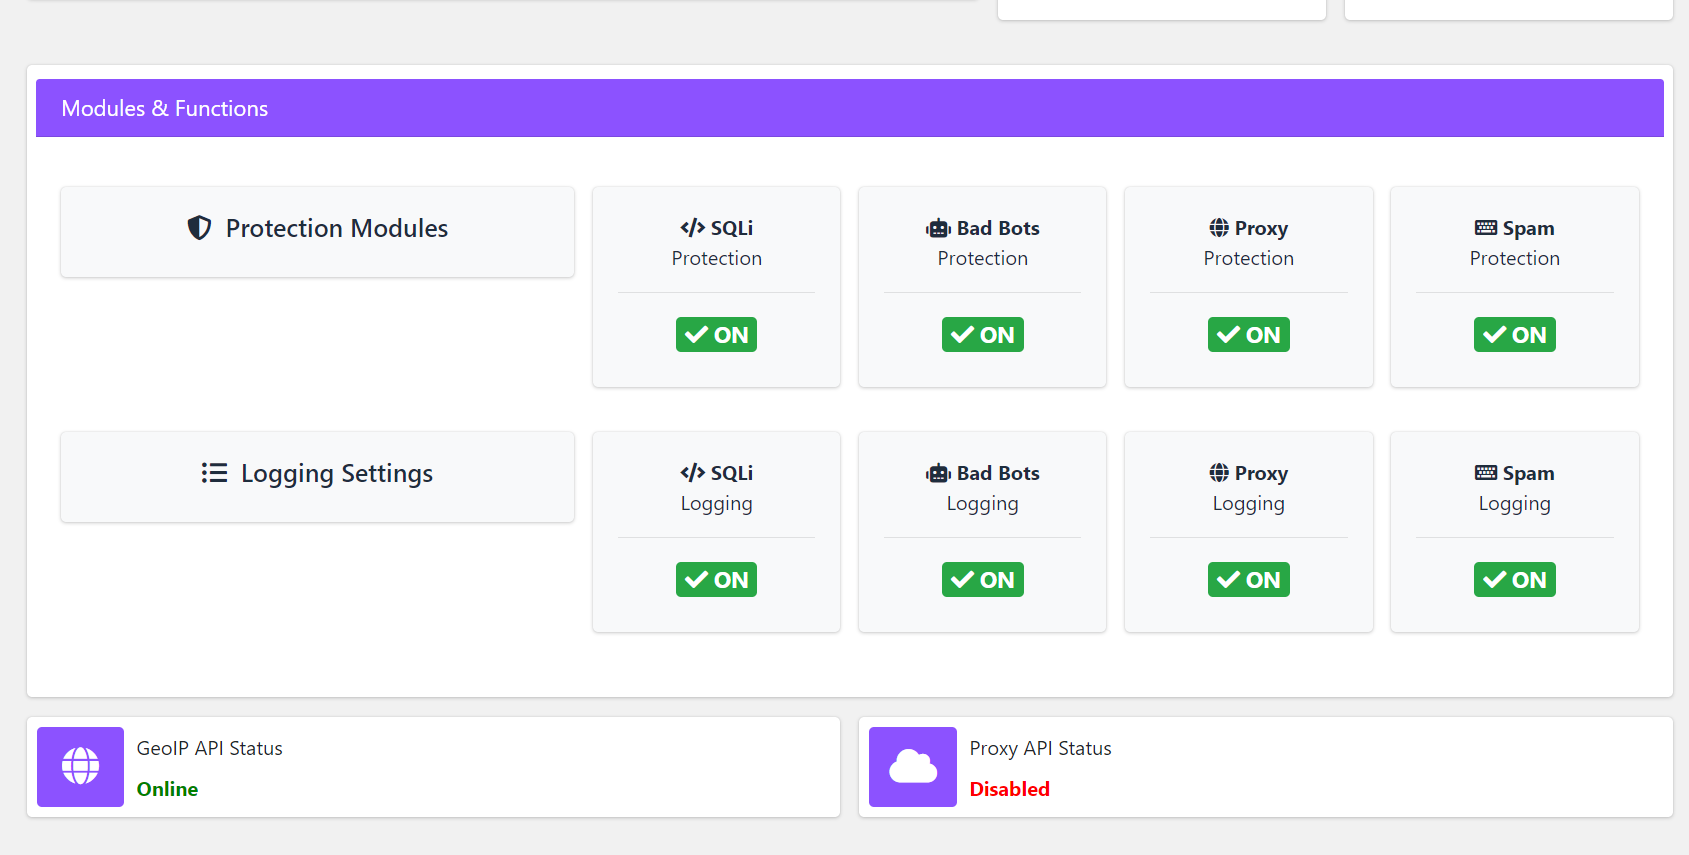 Modules & Functions
Protection Modules
SQLi
Protection
ON
Bad Bots
Protection
ON
Proxy
Protection
ON
Spam
Protection
ON
Logging Settings
SQLi
Logging
ON
Bad Bots
Logging
ON
Proxy
Logging
ON
Spam
Logging
ON
GeoIP API Status
Online
Proxy API Status
Disabled